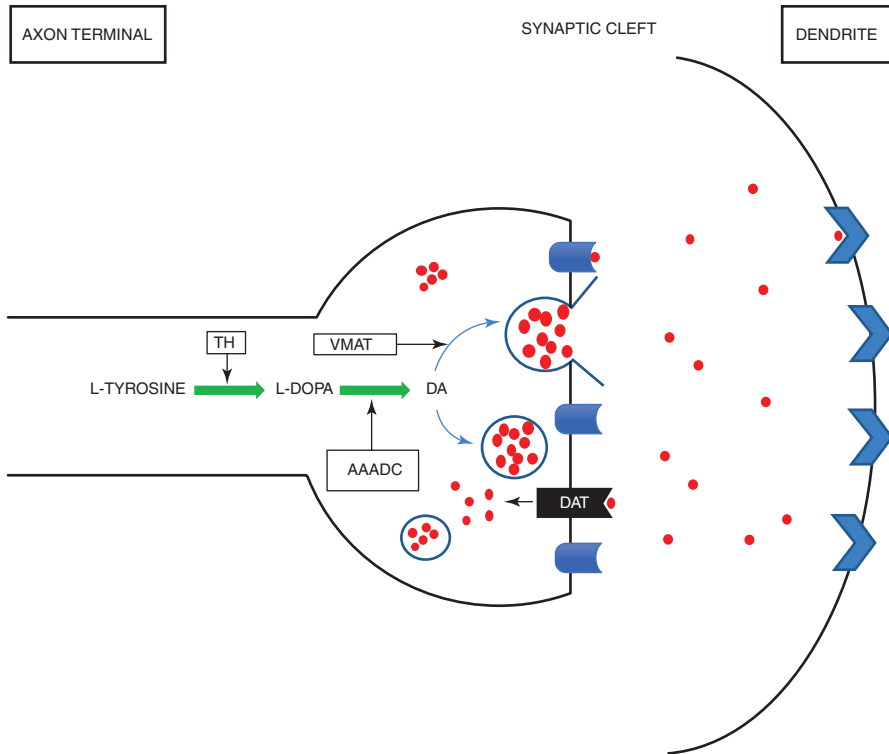 AXON TERMINAL
SYNAPTIC CLEFT
DENDRITE
TH
VMAT
L-TYROSINE
L-DOPA
DA
AAADC
DAT